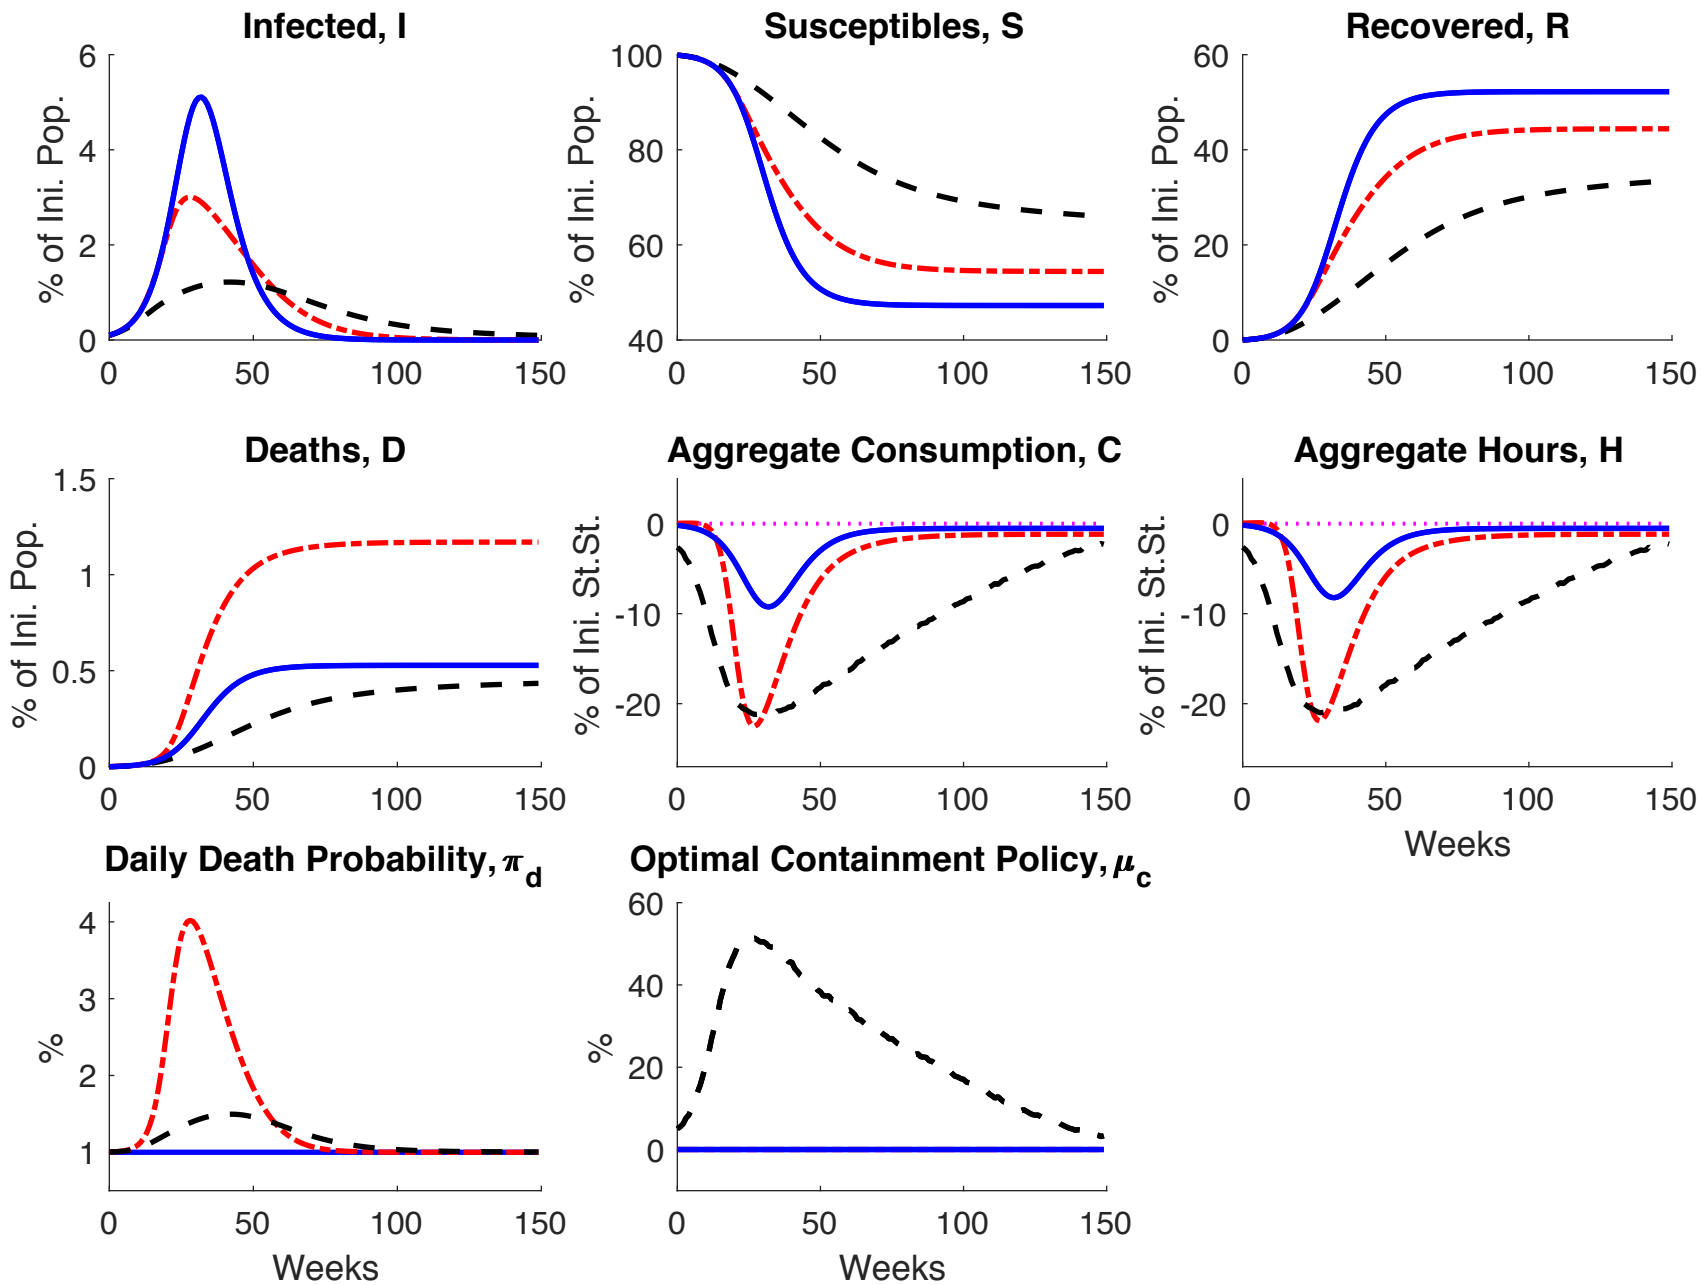 Infected, I
% of Ini. Pop.
6
4
2
0
0 50 100 150
Susceptibles, S
% of Ini. Pop.
100
80
60
40
0 50 100 150
Recovered, R
% of Ini. Pop.
60
40
20
0
0 50 100 150
Deaths, D
% of Ini. Pop.
1.5
1
0.5
0
0 50 100 150
Aggregate Consumption, C
% of Ini. St.St.
0
-10
-20
0 50 100 150
Aggregate Hours, H
% of Ini. St.St.
0
-10
-20
0 50 100 150
Weeks
Daily Death Probability, π_d
%
4
3
2
1
0 50 100 150
Weeks
Optimal Containment Policy, μ_c
%
60
40
20
0
0 50 100 150
Weeks